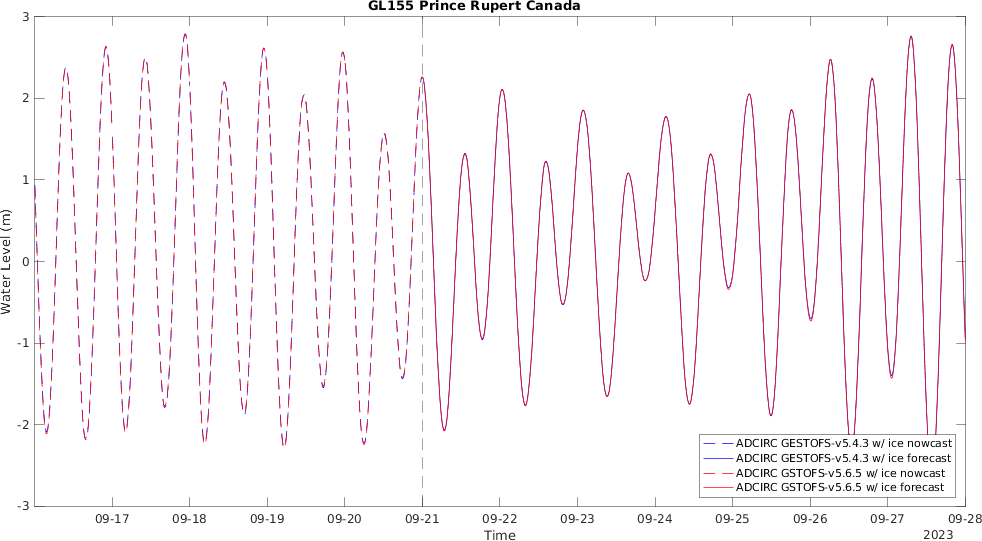 GL155 Prince Rupert Canada
3
2
1
0
-1
-2
-3
Water Level (m)
ADCIRC GESTOFS-v5.4.3 w/ ice nowcast
ADCIRC GESTOFS-v5.4.3 w/ ice forecast
ADCIRC GSTOFS-v5.6.5 w/ ice nowcast
ADCIRC GSTOFS-v5.6.5 w/ ice forecast
09-17 09-18 09-19 09-20 09-21 09-22 09-23 09-24 09-25 09-26 09-27 09-28
Time
2023